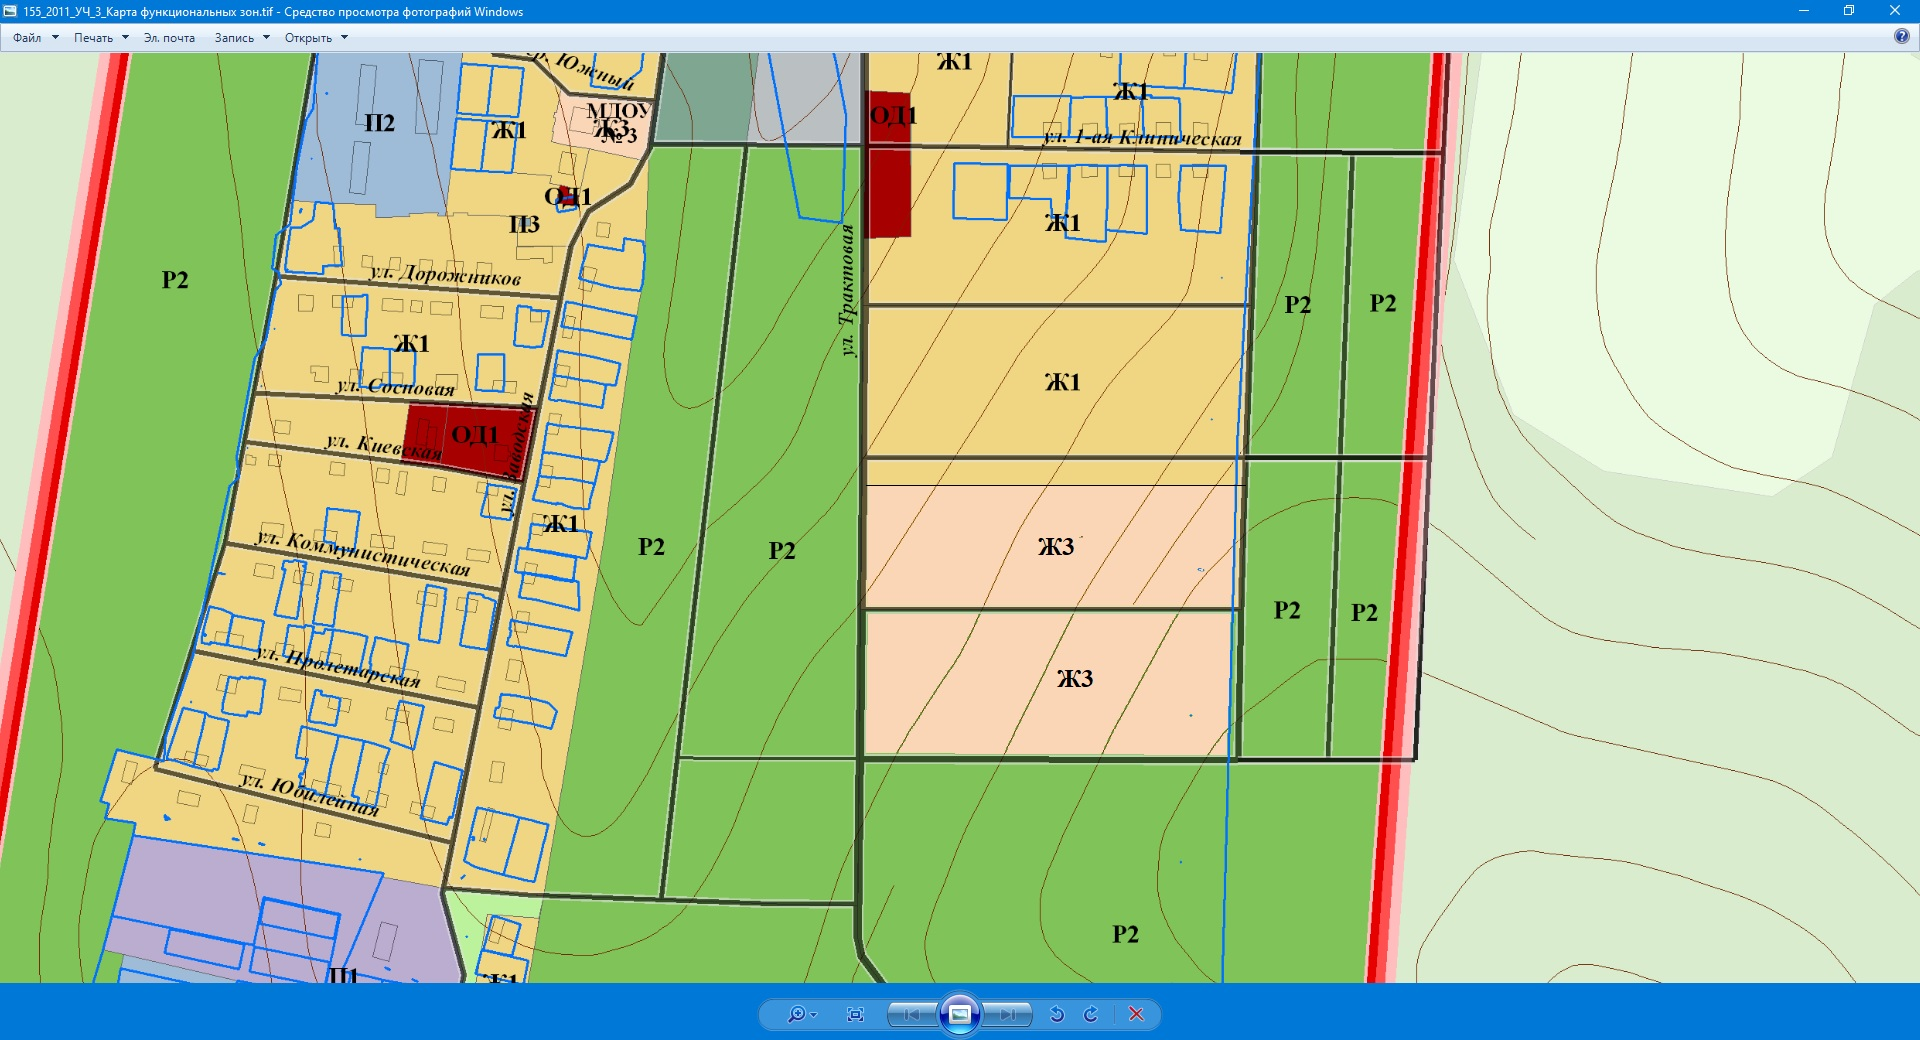 155_2011_УЧ_3_Карта функциональных зон.tif - Средство просмотра фотографий Windows
Файл Печать Эл. почта Запись Открыть
Южный
Ж1
Ж1
П2
Ж1
МДОУ
№3
Ж3
ОД1
ул. 1-ая Клиническая
ОД1
П3
Ж1
Р2
ул. Дорожников
ул. Трактовая
Р2
Р2
Ж1
ул. Сосновая
Ж1
ул. Киевская
ОД1
ул. Заводская
Ж1
ул. Коммунистическая
Р2
Р2
Ж3
Р2
Р2
ул. Пролетарская
Ж3
ул. Юбилейная
Р2
П1
Ж1